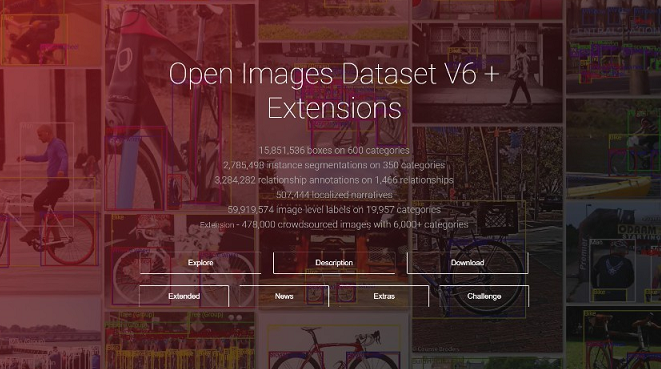 Open Images Dataset V6 +
Extensions
15,851,536 boxes on 600 categories
2,785,498 instance segmentations on 350 categories
3,284,282 relationship annotations on 1,466 relationships
507,444 localized narratives
59,919,574 image level labels on 19,957 categories
Extension - 478,000 crowdsourced images with 6,000+ categories
Explore
Description
Download
Extended
News
Extras
Challenge